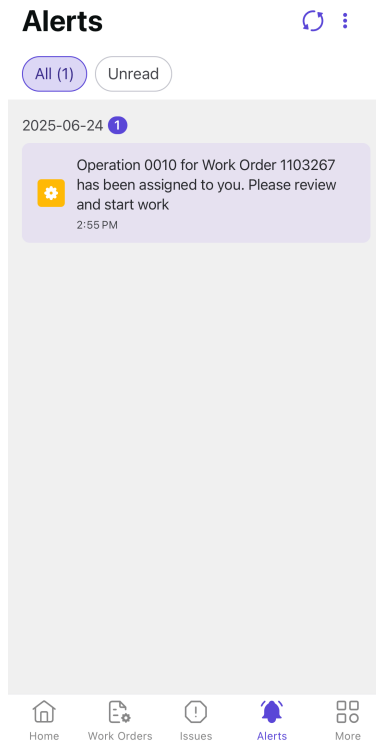 Alerts
All (1)
Unread
2025-06-24 1
Operation 0010 for Work Order 1103267
has been assigned to you. Please review
and start work
2:55 PM
Home
Work Orders
Issues
Alerts
More